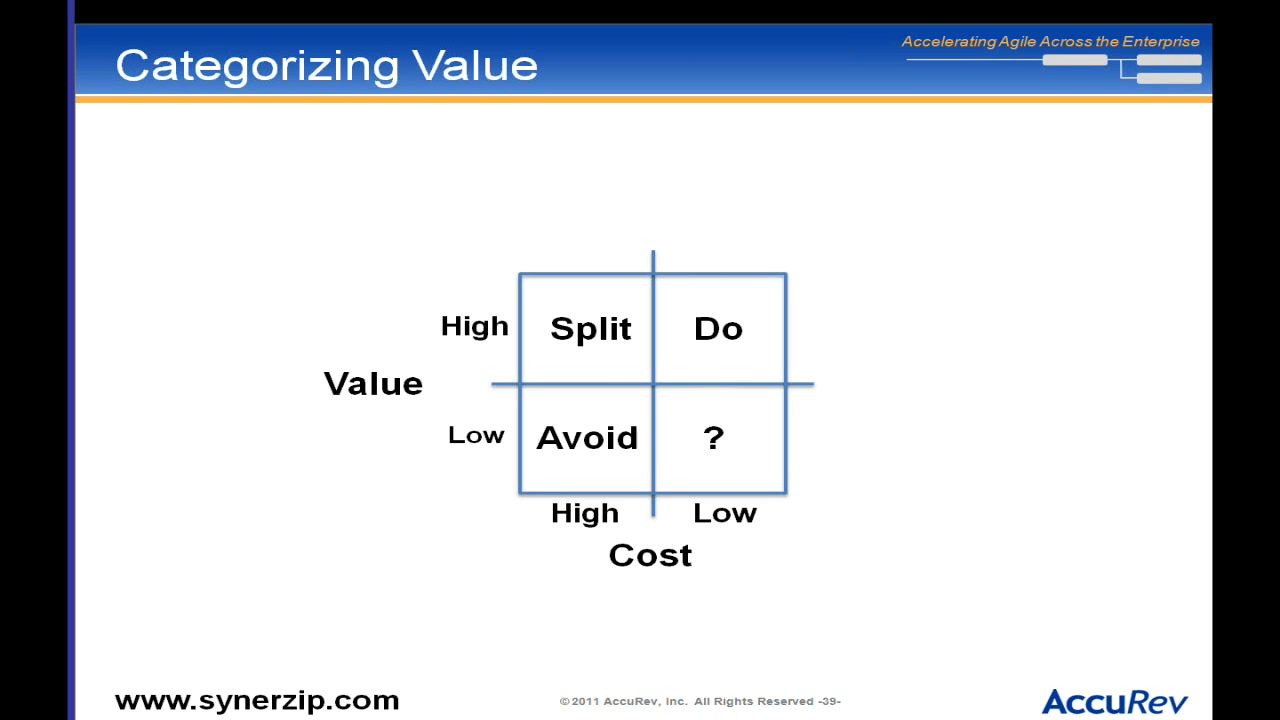 Categorizing Value
Accelerating Agile Across the Enterprise
High
Split
Do
Value
Low
Avoid
?
High
Low
Cost
www.synerzip.com
©2011 AccuRev, Inc. All Rights Reserved -39-
AccuRev